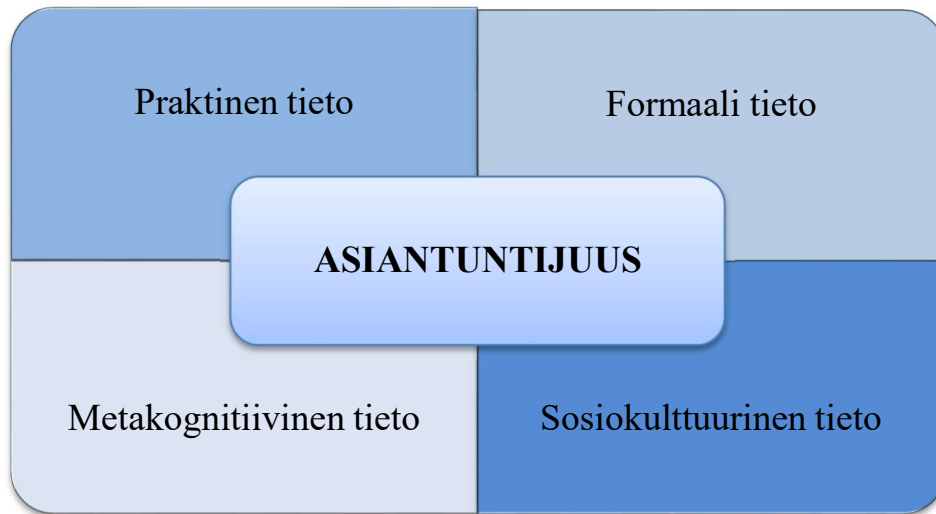 Praktinen tieto
Formaali tieto
ASIANTUNTIJUUS
Metakognitiivinen tieto
Sosiokulttuurinen tieto